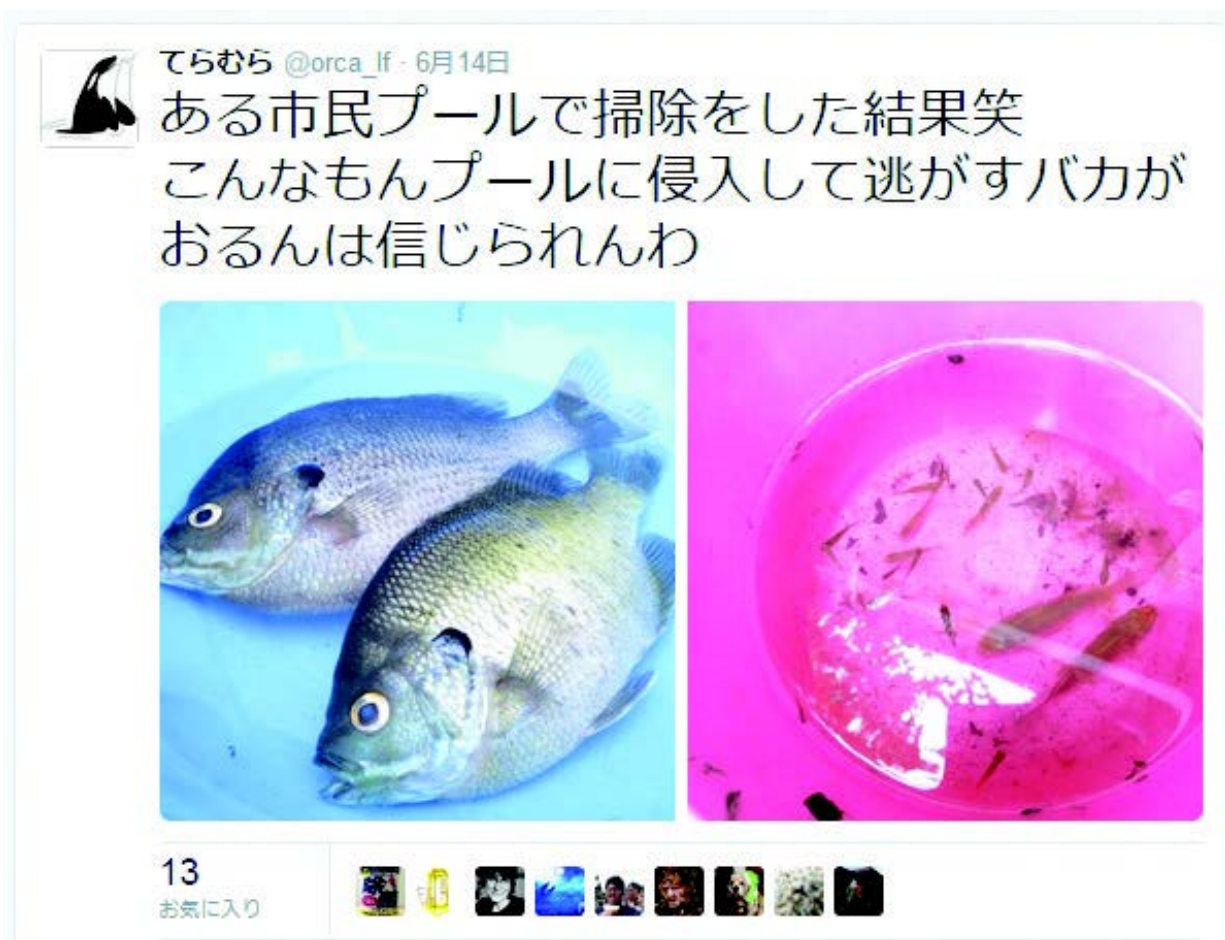 てらむら @orca_lf · 6月14日
ある市民プールで掃除をした結果笑
こんなもんプールに侵入して逃がすバカが
おるんは信じられんわ
13
お気に入り